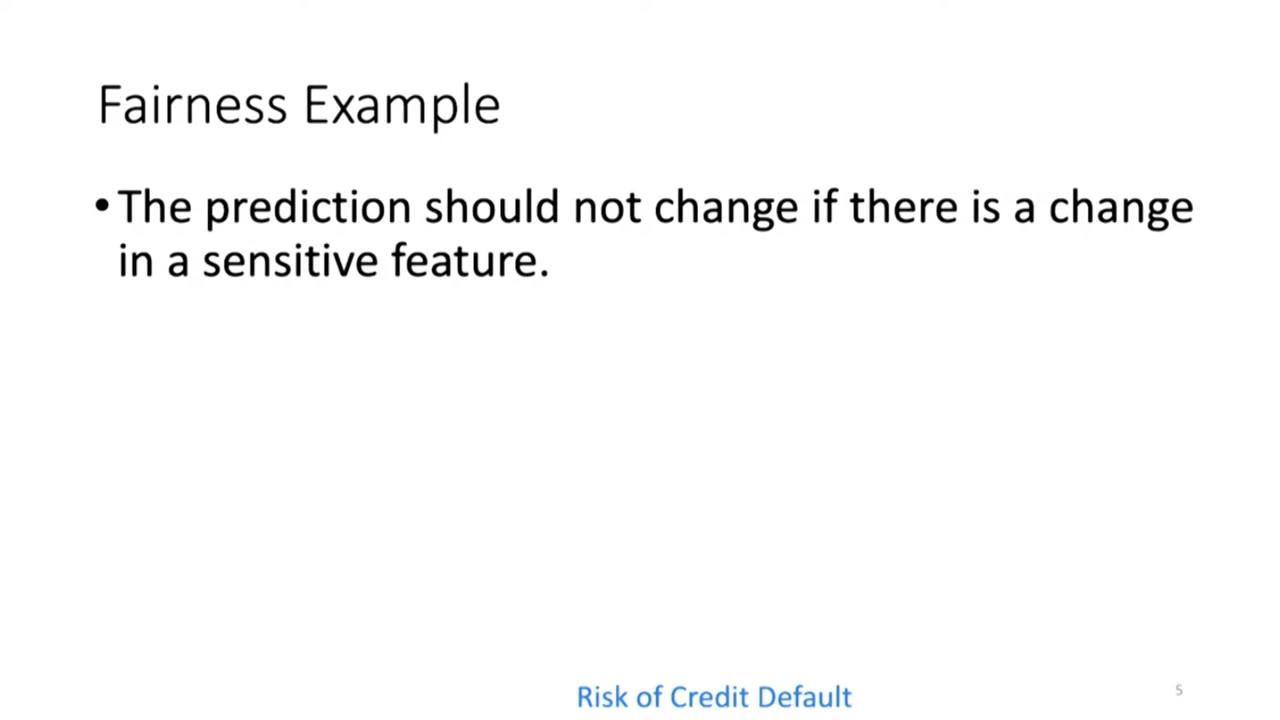 Fairness Example
• The prediction should not change if there is a change
in a sensitive feature.
Risk of Credit Default
5